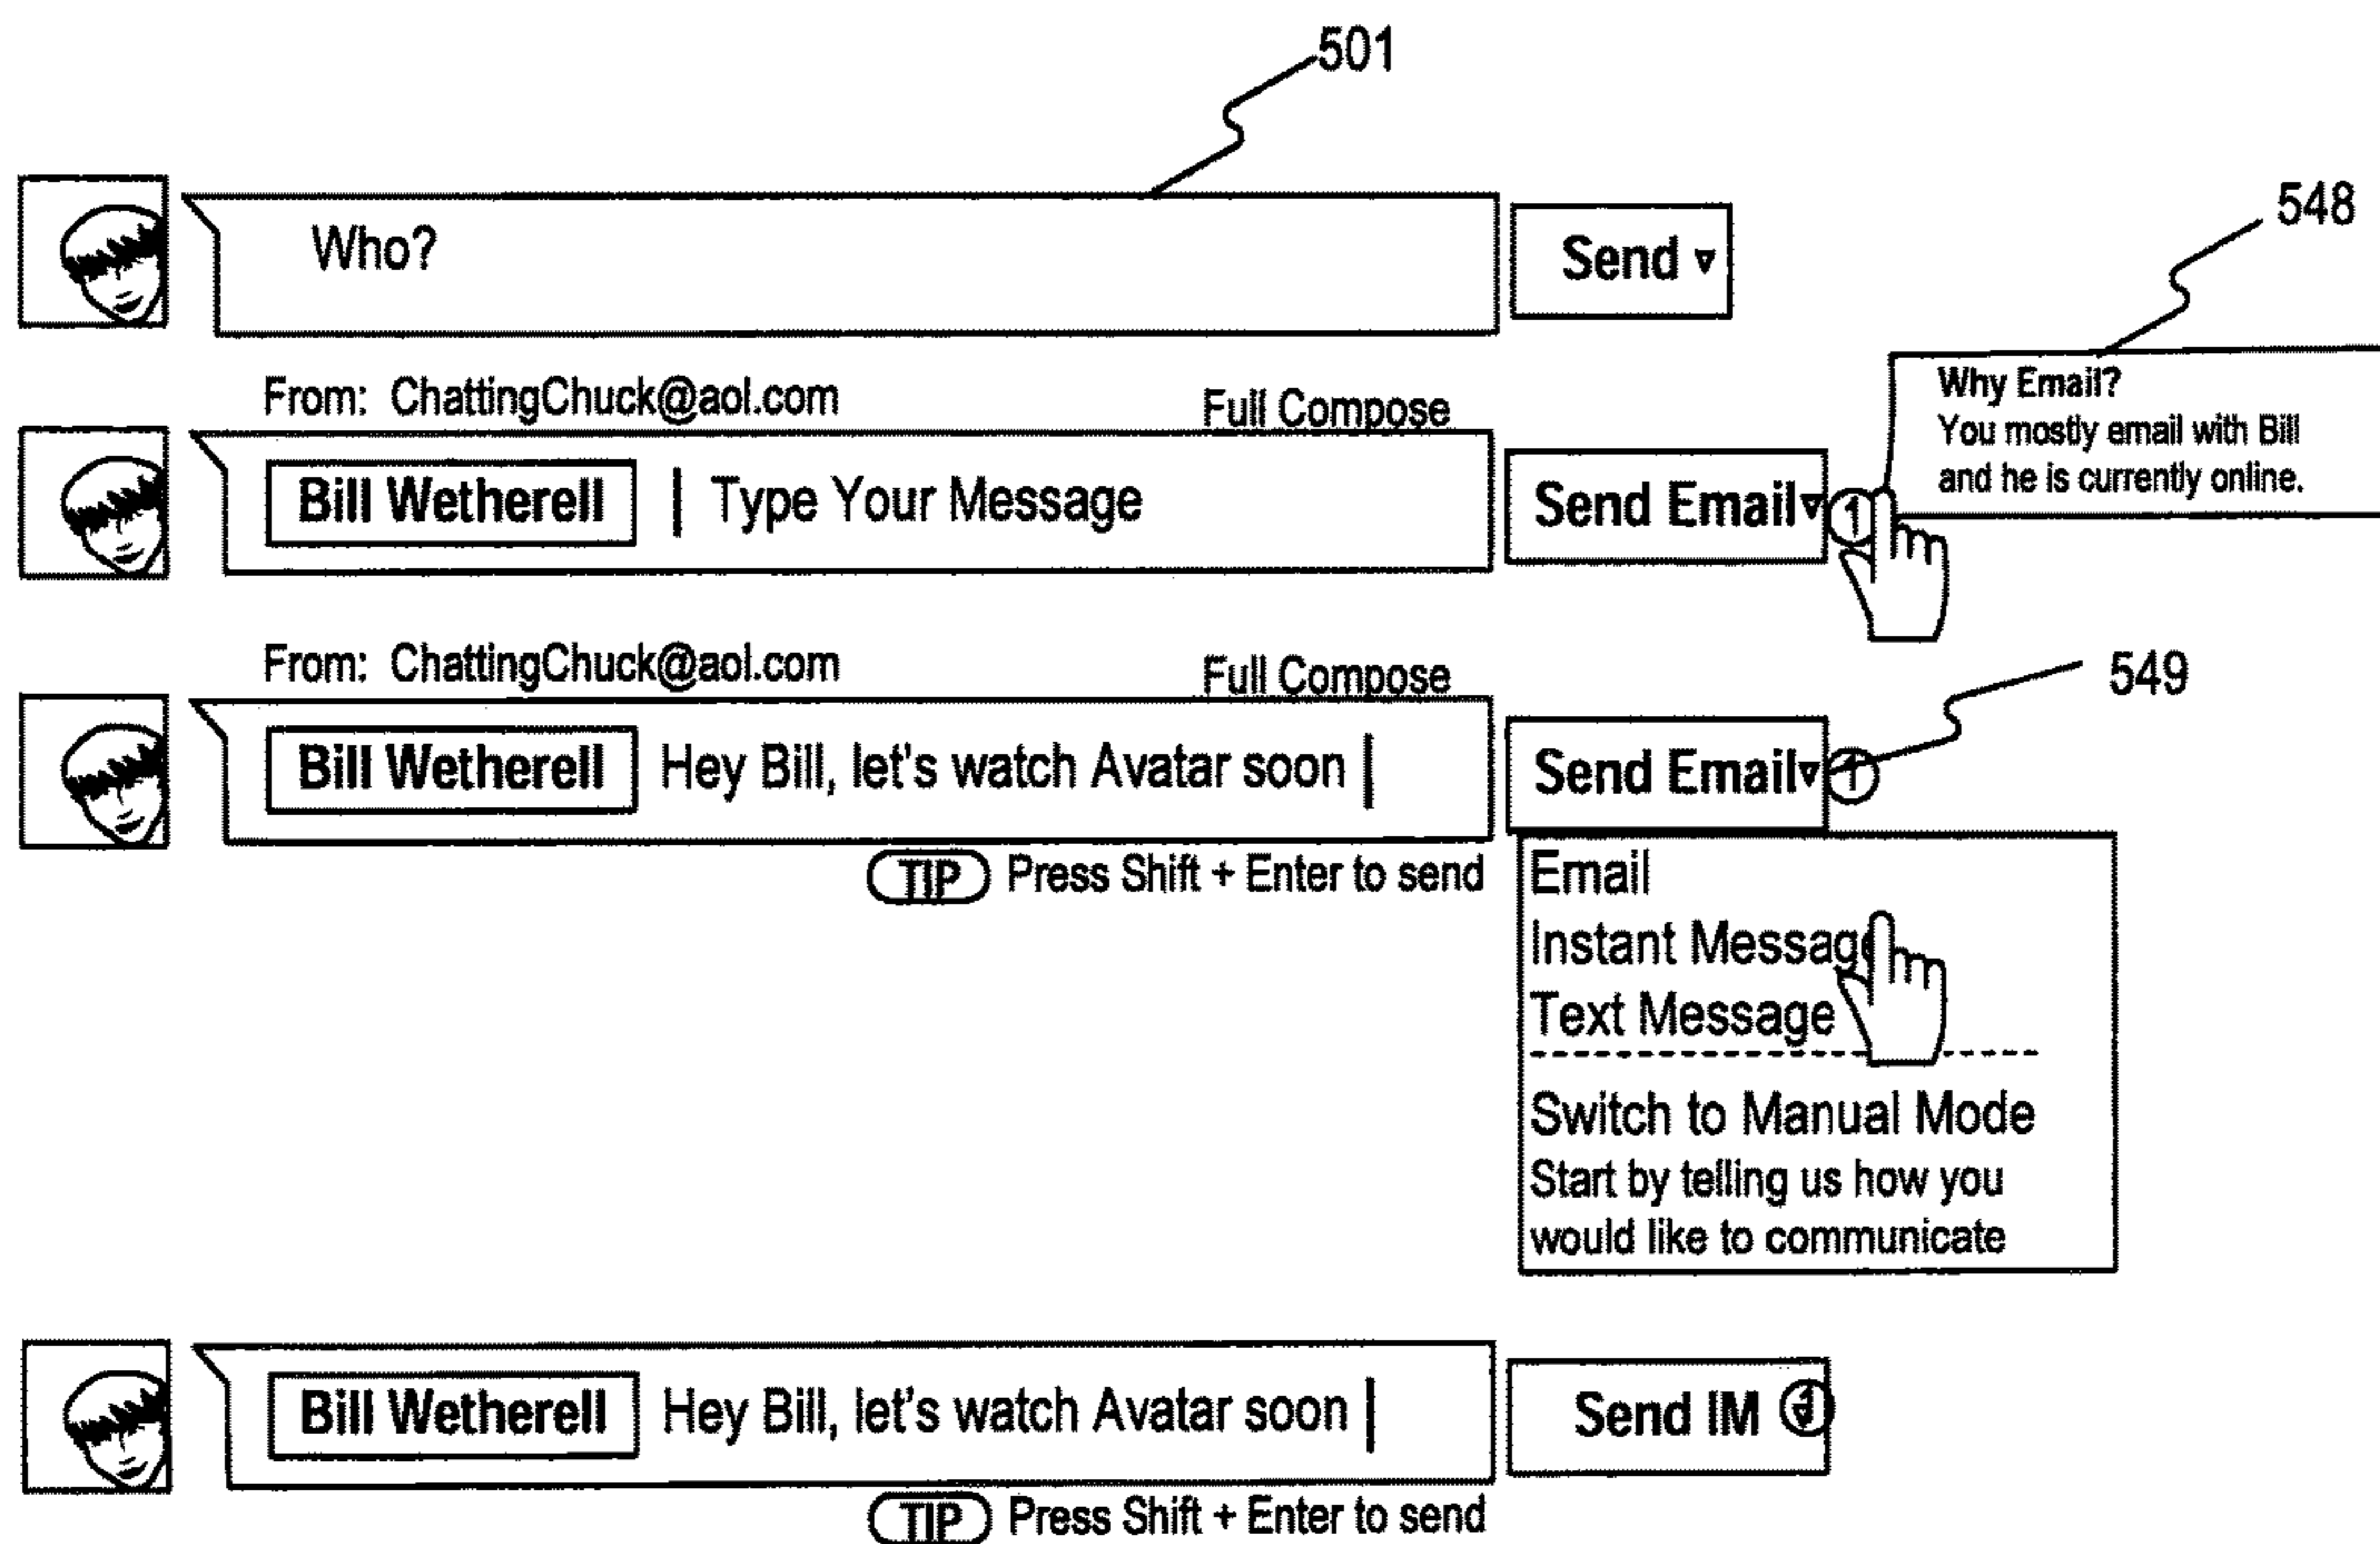 501
Who?
Send ▿
548
From: ChattingChuck@aol.com
Full Compose
Why Email?
You mostly email with Bill
and he is currently online.
Bill Wetherell
Type Your Message
Send Email ▿
1
From: ChattingChuck@aol.com
Full Compose
549
Bill Wetherell
Hey Bill, let's watch Avatar soon
Send Email ▿
1
TIP Press Shift + Enter to send
Email
Instant Message
Text Message
Switch to Manual Mode
Start by telling us how you
would like to communicate
Bill Wetherell
Hey Bill, let's watch Avatar soon
Send IM
TIP Press Shift + Enter to send